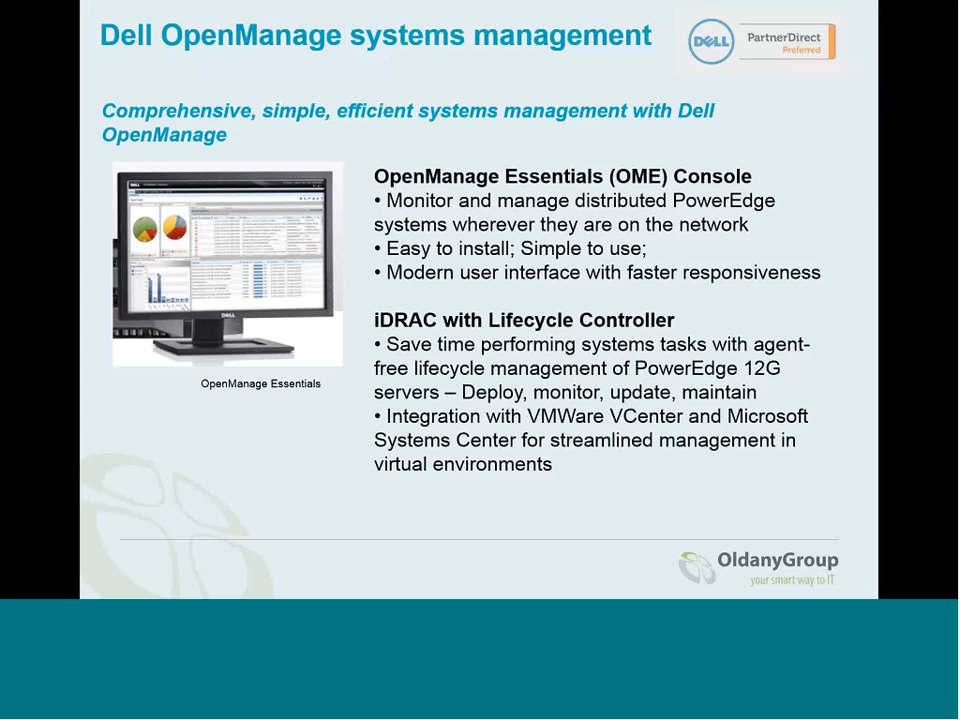 Dell OpenManage systems management
DELL
PartnerDirect
Preferred
Comprehensive, simple, efficient systems management with Dell
OpenManage
OpenManage Essentials (OME) Console
• Monitor and manage distributed PowerEdge
systems wherever they are on the network
• Easy to install; Simple to use;
• Modern user interface with faster responsiveness
DELL
OpenManage Essentials
iDRAC with Lifecycle Controller
• Save time performing systems tasks with agent-
free lifecycle management of PowerEdge 12G
servers – Deploy, monitor, update, maintain
• Integration with VMWare VCenter and Microsoft
Systems Center for streamlined management in
virtual environments
OldanyGroup
your smart way to IT